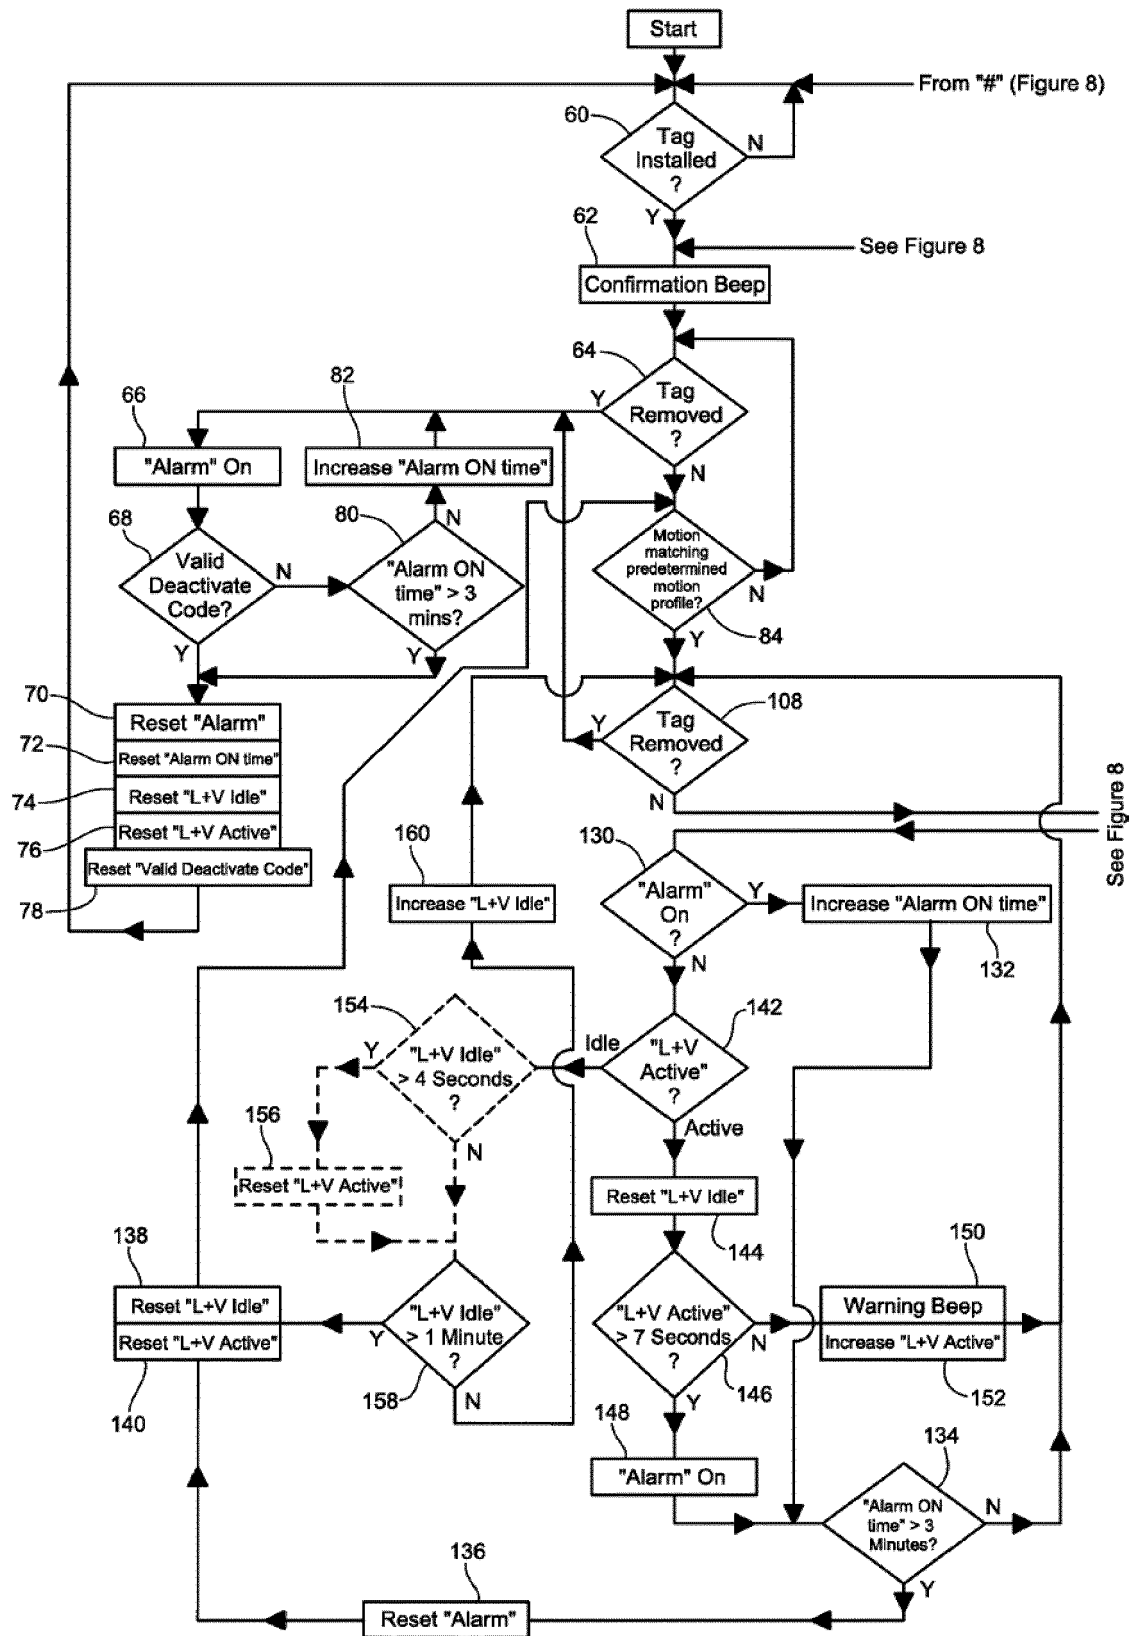 Start
From "#" (Figure 8)
60
Tag
Installed
?
N
Y
62
See Figure 8
Confirmation Beep
64
82
66
Y
Tag
Removed
?
"Alarm" On
Increase "Alarm ON time"
N
68
80
N
Valid
Deactivate
Code?
N
"Alarm ON
time" > 3
mins?
Motion
matching
predetermined
motion
profile?
N
84
Y
Y
Y
70
Reset "Alarm"
72
Reset "Alarm ON time"
74
Reset "L+V Idle"
76
Reset "L+V Active"
Reset "Valid Deactivate Code"
78
108
Y
Tag
Removed
?
N
See Figure 8
160
Increase "L+V Idle"
130
"Alarm"
On
?
Y
Increase "Alarm ON time"
132
N
154
142
Idle
"L+V
Active"
?
Y
"L+V Idle"
> 4 Seconds
?
Active
156
N
Reset "L+V Active"
Reset "L+V Idle"
144
138
150
Reset "L+V Idle"
Reset "L+V Active"
140
"L+V Idle"
> 1 Minute
?
Y
158
N
"L+V Active"
> 7 Seconds
?
N
146
Y
Warning Beep
Increase "L+V Active"
152
148
"Alarm" On
134
"Alarm ON
time" > 3
Minutes?
N
Y
136
Reset "Alarm"